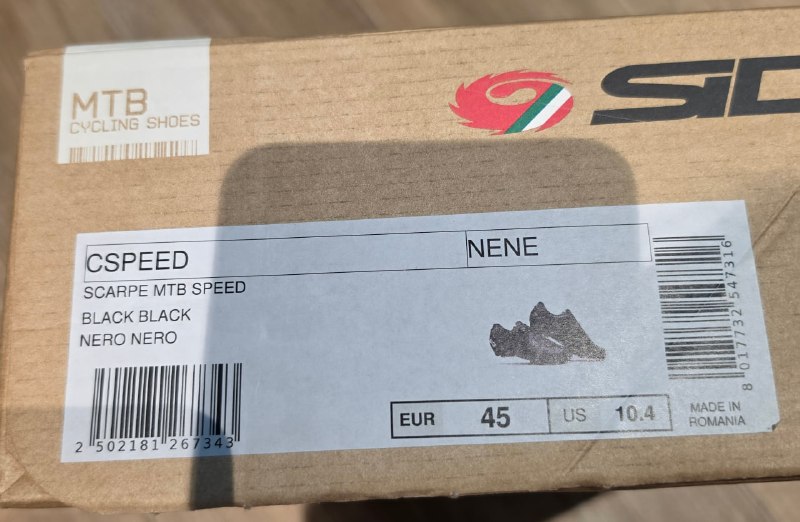 MTB
CYCLING SHOES
SID
CSPEED NENE
SCARPE MTB SPEED
BLACK BLACK
NERO NERO
2 502181 267343
EUR 45 US 10.4
MADE IN
ROMANIA
8 017732 547316